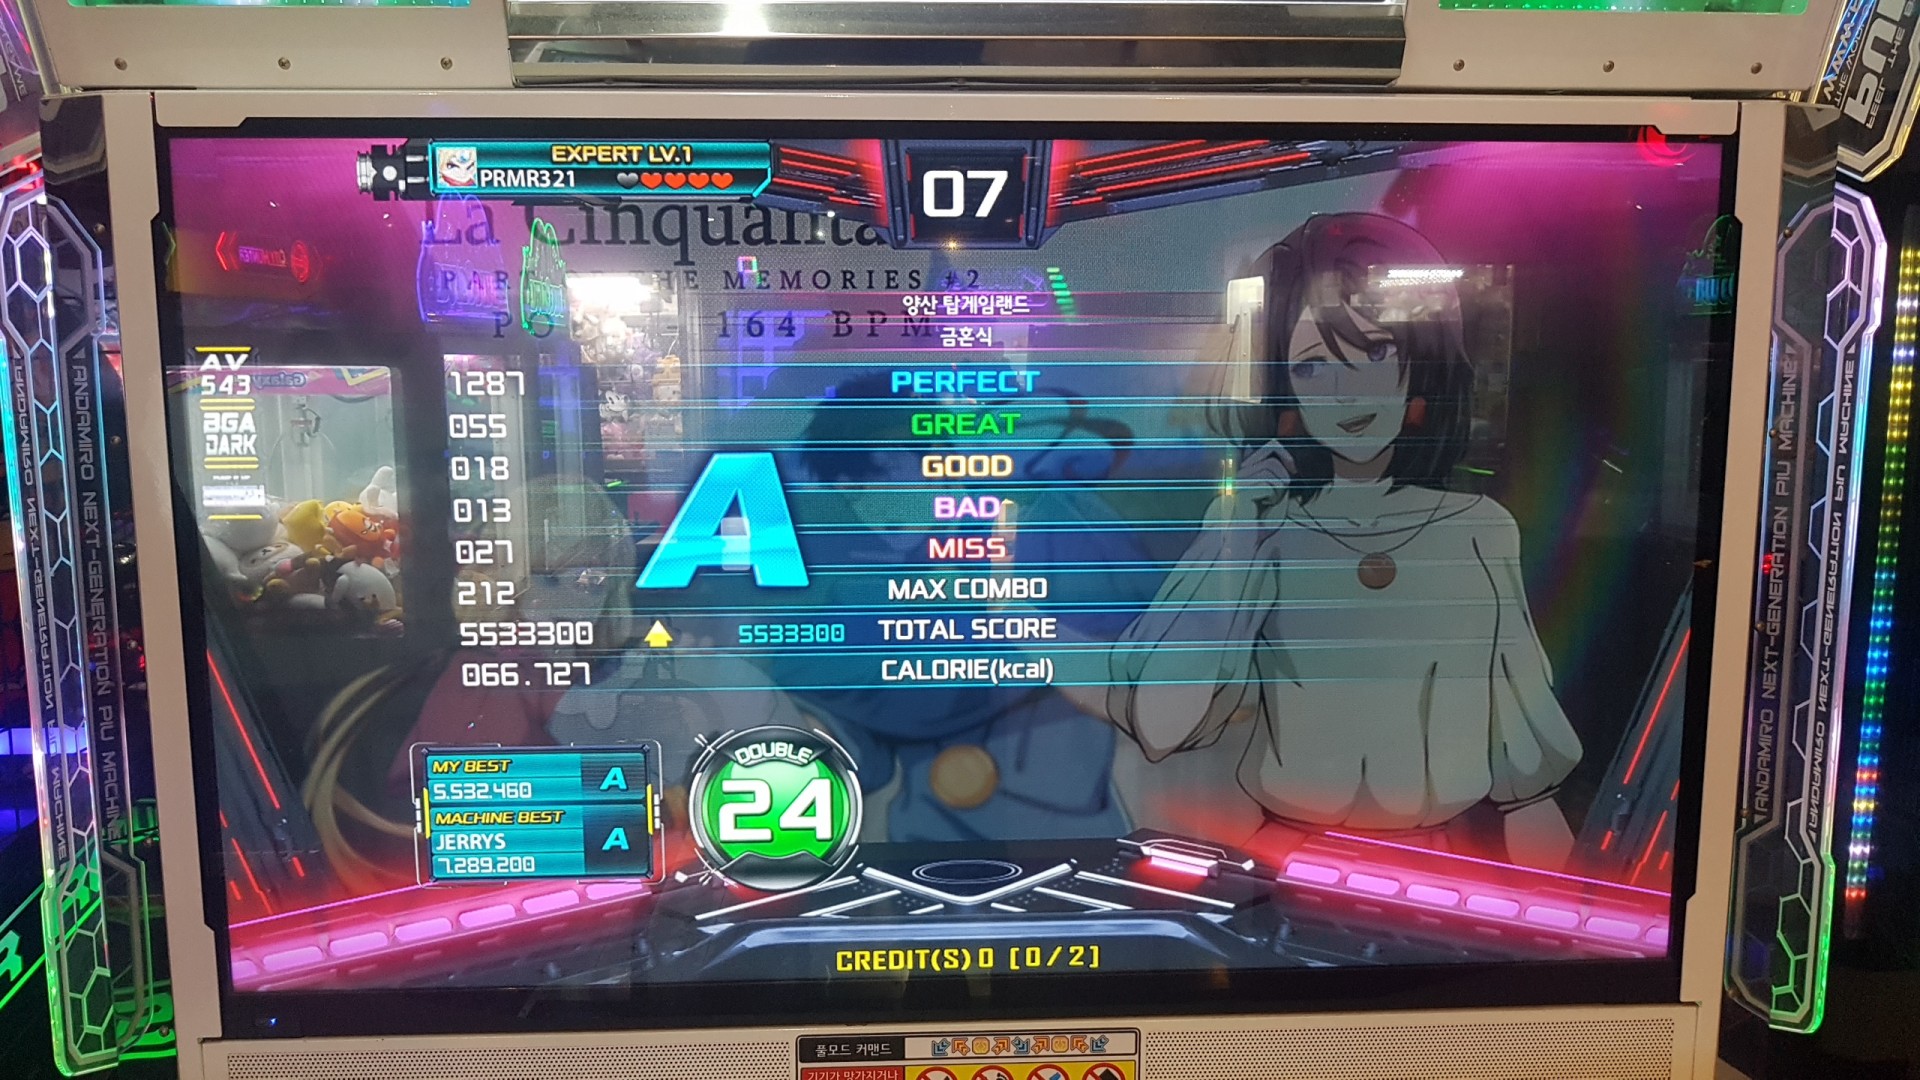 EXPERT LV.1
PRMR321
07
La Cinquanta
PAR THE MEMORIES #2
PO 164 BPM
양산 탑게임랜드
금혼식
AV
543
BGA
DARK
1287 PERFECT
055 GREAT
018 GOOD
013 BAD
027 MISS
212 MAX COMBO
5533300 5533300 TOTAL SCORE
066.727 CALORIE(kcal)
A
MY BEST
5.532.460 A
MACHINE BEST
JERRYS A
7.289.200
DOUBLE
24
CREDIT(S) 0 [0/2]
풀모드 커맨드
ANDAMIRO NEXT-GENERATION PIU MACHINE
ANDAMIRO NEXT-GENERATION PIU MACHINE